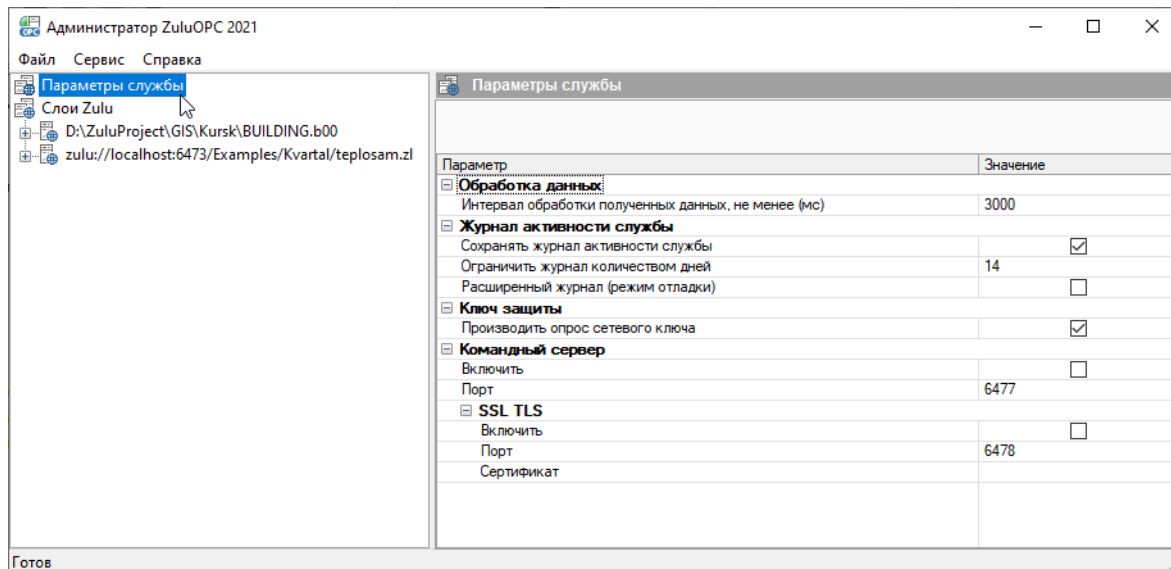 Администратор ZuluOPC 2021
Файл Сервис Справка
Параметры службы
Слои Zulu
D:\ZuluProject\GIS\Kursk\BUILDING.b00
zulu://localhost:6473/Examples/Kvartal/teplosam.zl
Параметры службы
Параметр Значение
Обработка данных
Интервал обработки полученных данных, не менее (мс) 3000
Журнал активности службы
Сохранять журнал активности службы
Ограничить журнал количеством дней 14
Расширенный журнал (режим отладки)
Ключ защиты
Производить опрос сетевого ключа
Командный сервер
Включить
Порт 6477
SSL TLS
Включить
Порт 6478
Сертификат
Готов